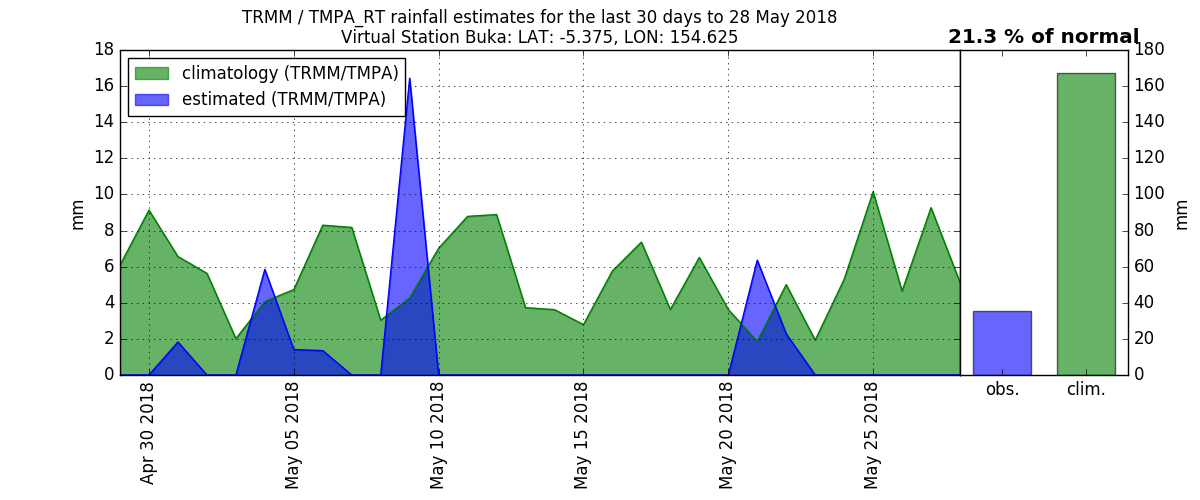 TRMM / TMPA_RT rainfall estimates for the last 30 days to 28 May 2018
Virtual Station Buka: LAT: -5.375, LON: 154.625
21.3 % of normal
climatology (TRMM/TMPA)
estimated (TRMM/TMPA)
mm
18
16
14
12
10
8
6
4
2
0
Apr 30 2018
May 05 2018
May 10 2018
May 15 2018
May 20 2018
May 25 2018
obs.
clim.
180
160
140
120
100
80
60
40
20
0
mm